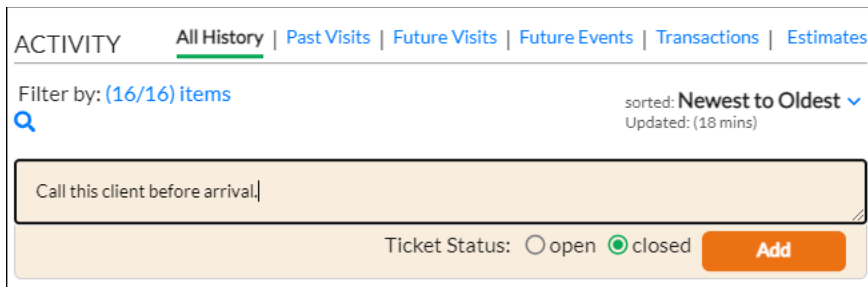 ACTIVITY All History | Past Visits | Future Visits | Future Events | Transactions | Estimates
Filter by: (16/16) items
sorted: Newest to Oldest
Updated: (18 mins)
Call this client before arrival.
Ticket Status: open closed Add